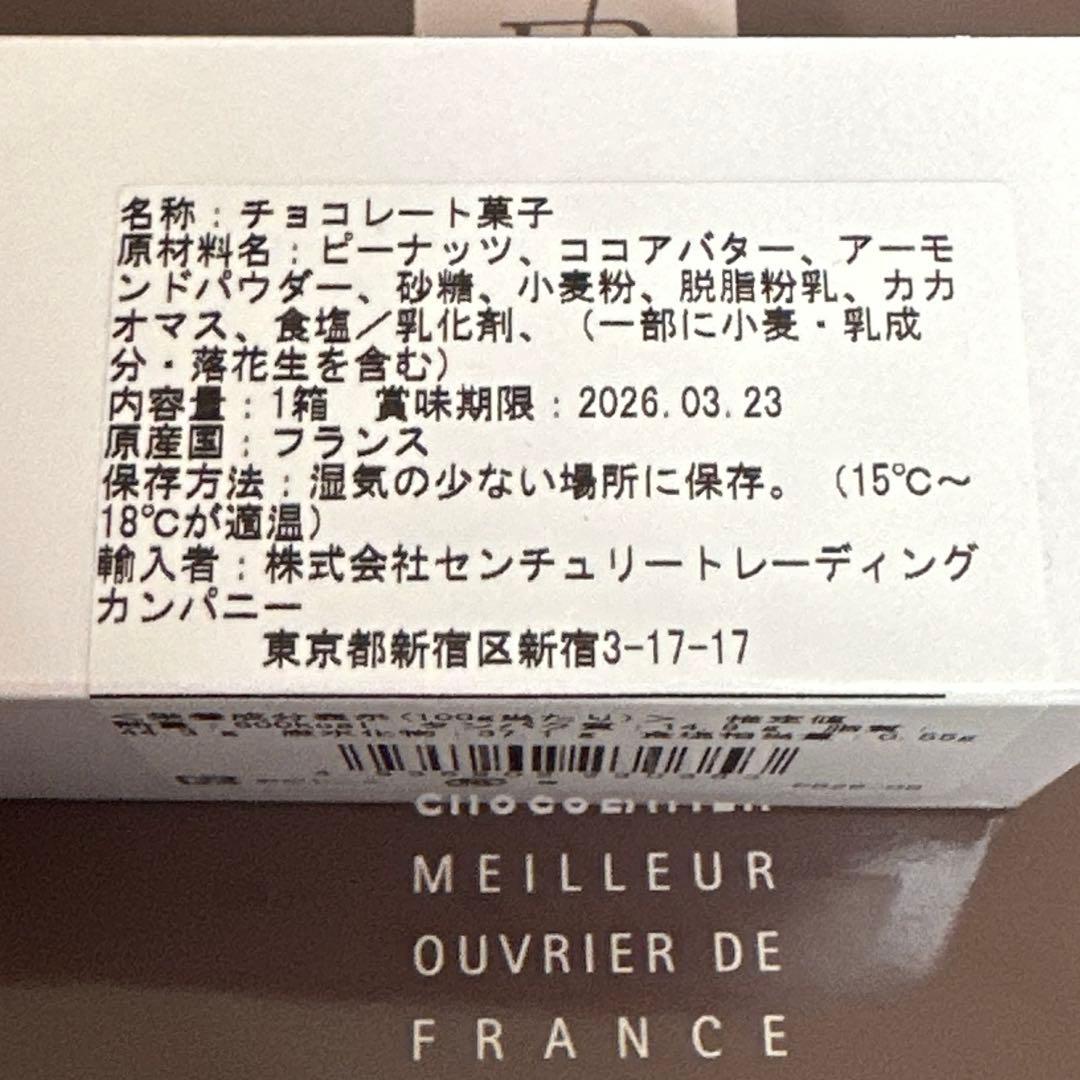 名称：チョコレート菓子
原材料名：ピーナッツ、ココアバター、アーモ
ンドパウダー、砂糖、小麦粉、脱脂粉乳、カカ
オマス、食塩／乳化剤、（一部に小麦・乳成
分・落花生を含む）
内容量：1箱　賞味期限：2026.03.23
原産国：フランス
保存方法：湿気の少ない場所に保存。（15℃～
18℃が適温）
輸入者：株式会社センチュリートレーディング
カンパニー
東京都新宿区新宿3-17-17
CHOCOLATIER
MEILLEUR
OUVRIER DE
FRANCE